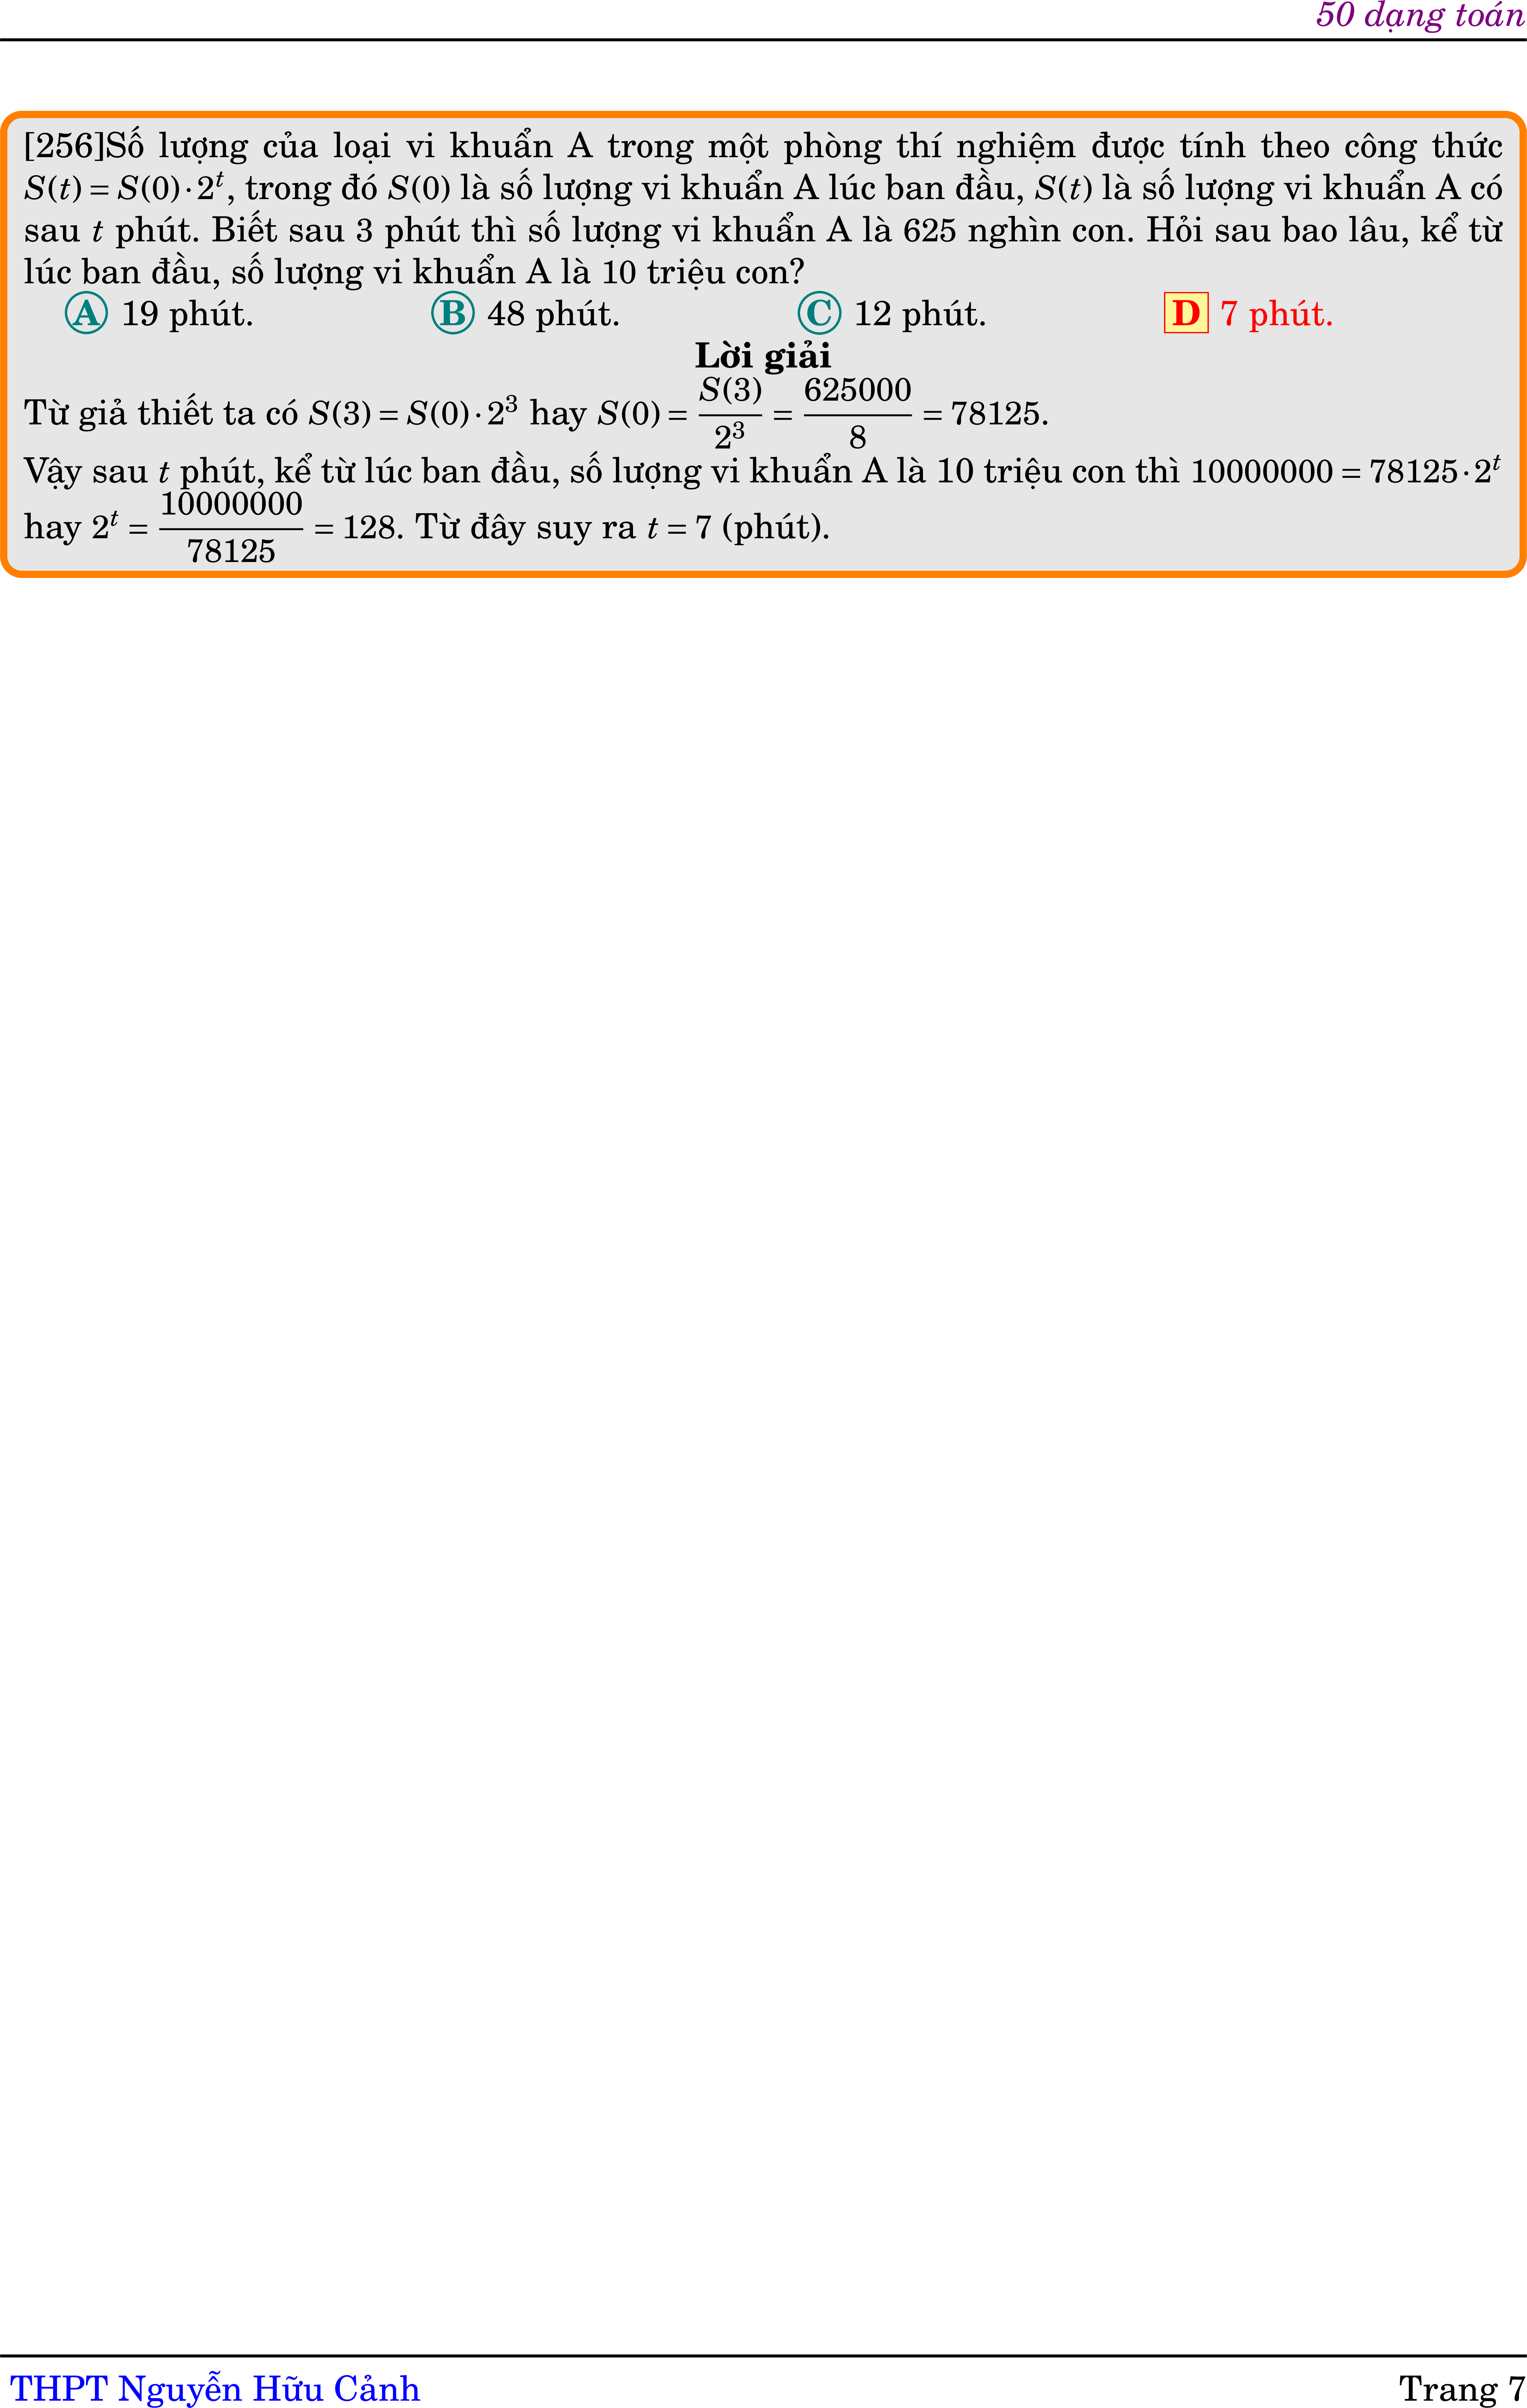 50 dạng toán
[256]Số lượng của loại vi khuẩn A trong một phòng thí nghiệm được tính theo công thức
S(t) = S(0) · 2^t, trong đó S(0) là số lượng vi khuẩn A lúc ban đầu, S(t) là số lượng vi khuẩn A có
sau t phút. Biết sau 3 phút thì số lượng vi khuẩn A là 625 nghìn con. Hỏi sau bao lâu, kể từ
lúc ban đầu, số lượng vi khuẩn A là 10 triệu con?
A 19 phút. B 48 phút. C 12 phút. D 7 phút.
Lời giải
Từ giả thiết ta có S(3) = S(0) · 2^3 hay S(0) = S(3)/2^3 = 625000/8 = 78125.
Vậy sau t phút, kể từ lúc ban đầu, số lượng vi khuẩn A là 10 triệu con thì 10000000 = 78125 · 2^t
hay 2^t = 10000000/78125 = 128. Từ đây suy ra t = 7 (phút).
THPT Nguyễn Hữu Cảnh Trang 7